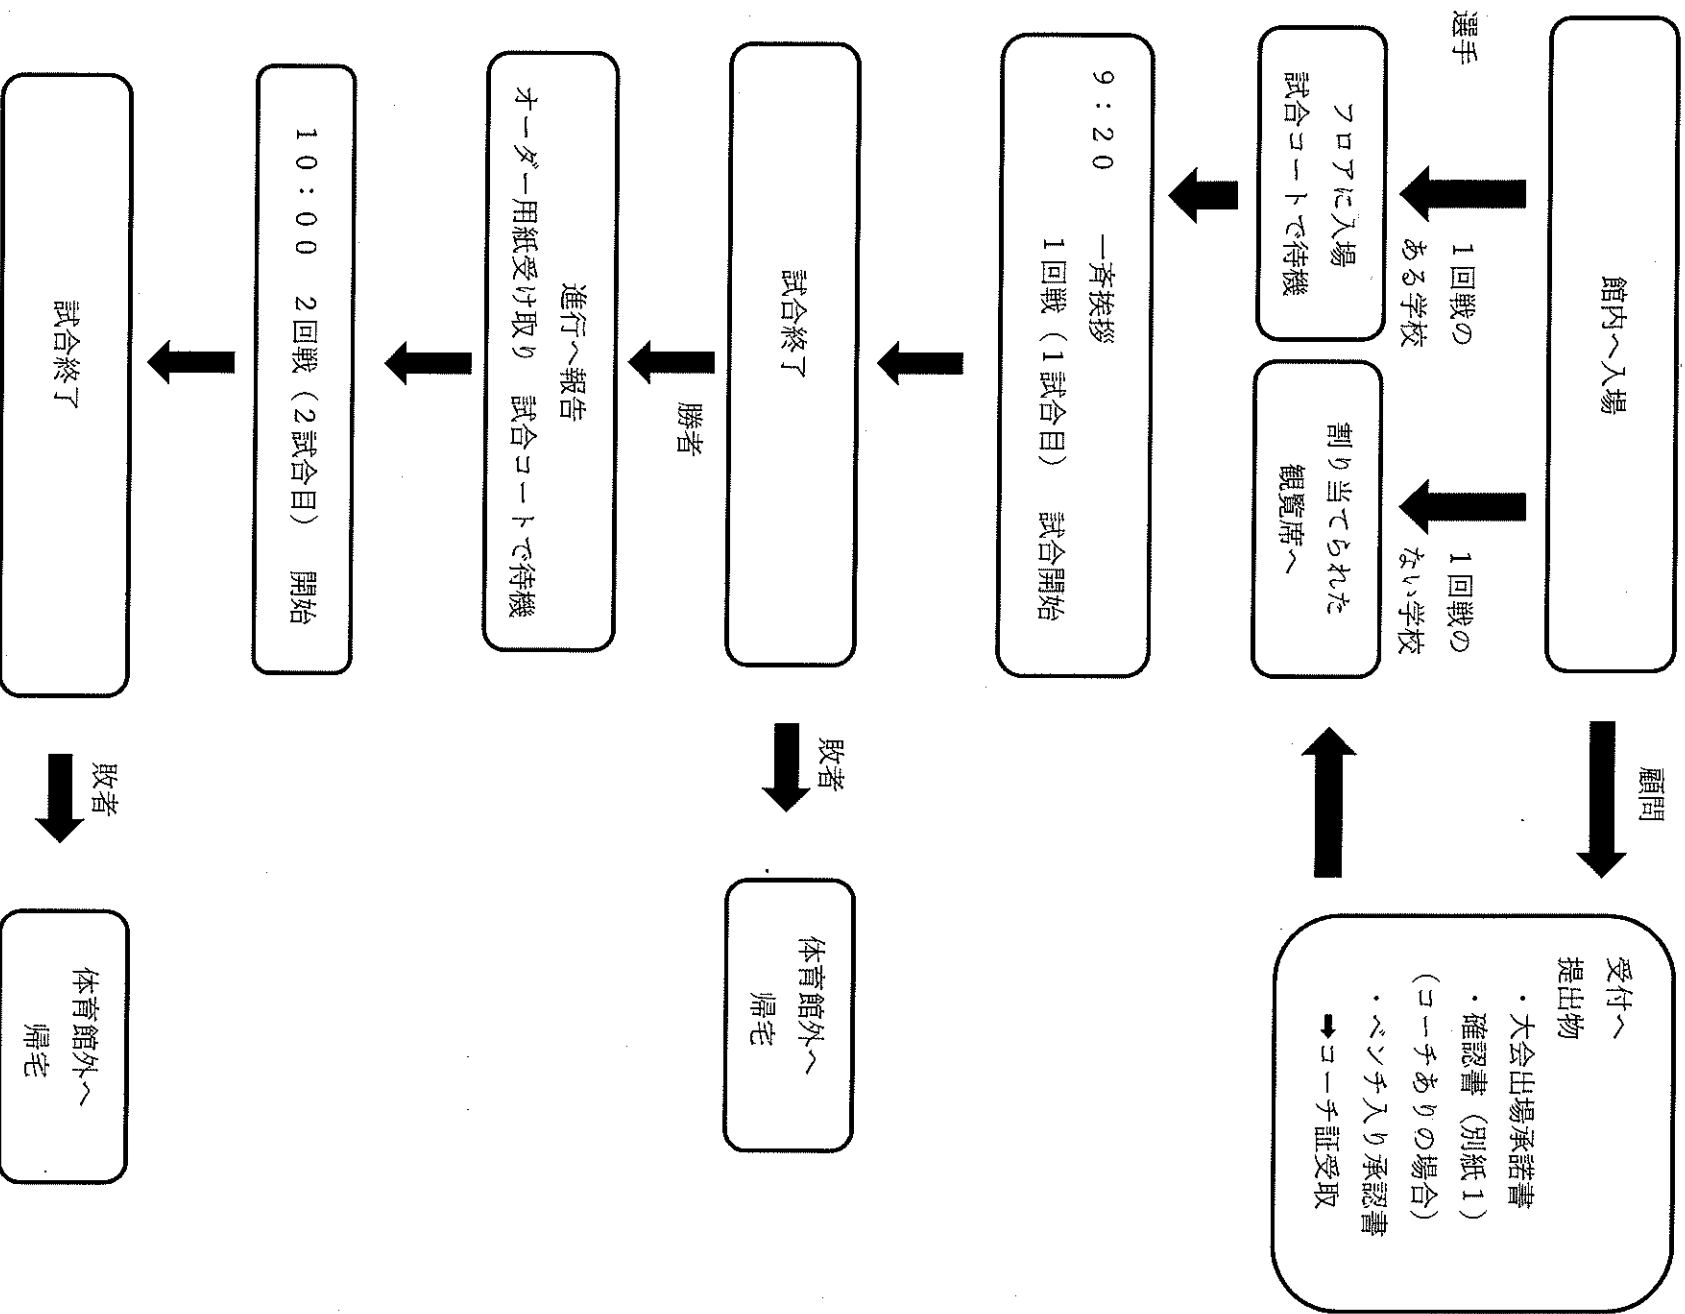 館内へ入場
顧問
受付へ
提出物
・大会出場承諾書
・確認書（別紙１）
（コーチありの場合）
・ベンチ入り承認書
➡コーチ証受取
選手
１回戦の
ある学校
１回戦の
ない学校
フロアに入場
試合コートで待機
割り当てられた
観覧席へ
９：２０　　一斉挨拶
１回戦（１試合目）　試合開始
試合終了
敗者
体育館外へ
帰宅
勝者
進行へ報告
オーダー用紙受け取り　試合コートで待機
１０：００　２回戦（２試合目）　開始
試合終了
敗者
体育館外へ
帰宅